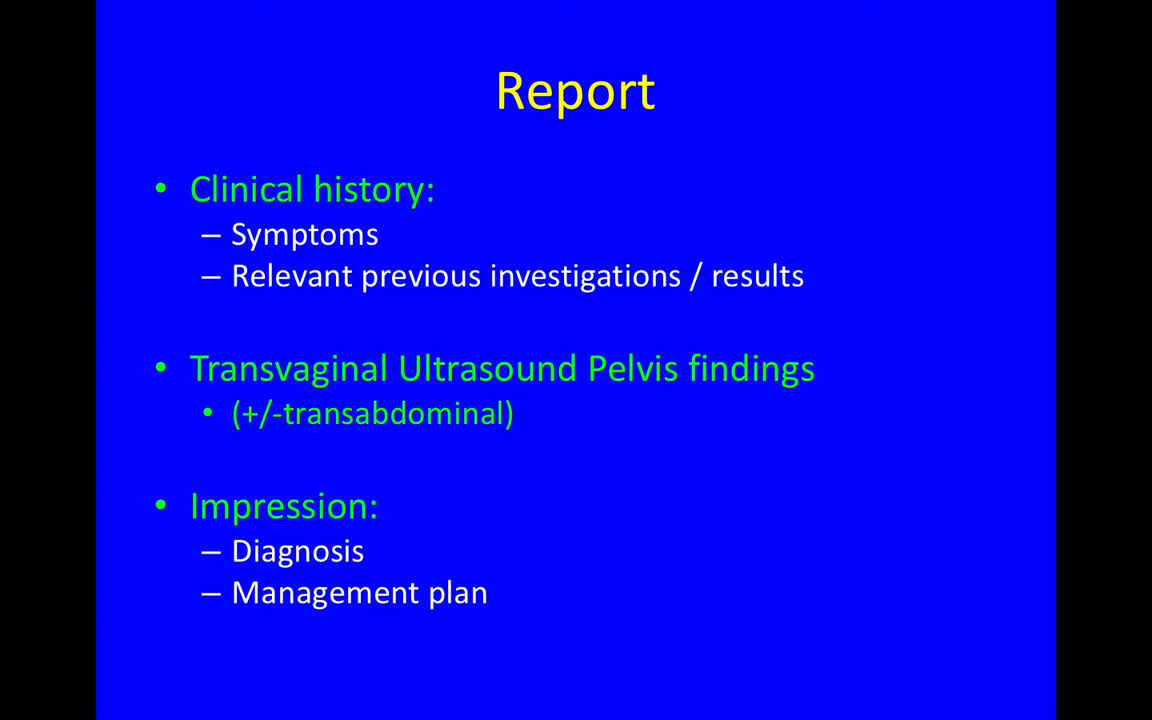 Report
• Clinical history:
– Symptoms
– Relevant previous investigations / results
• Transvaginal Ultrasound Pelvis findings
• (+/-transabdominal)
• Impression:
– Diagnosis
– Management plan